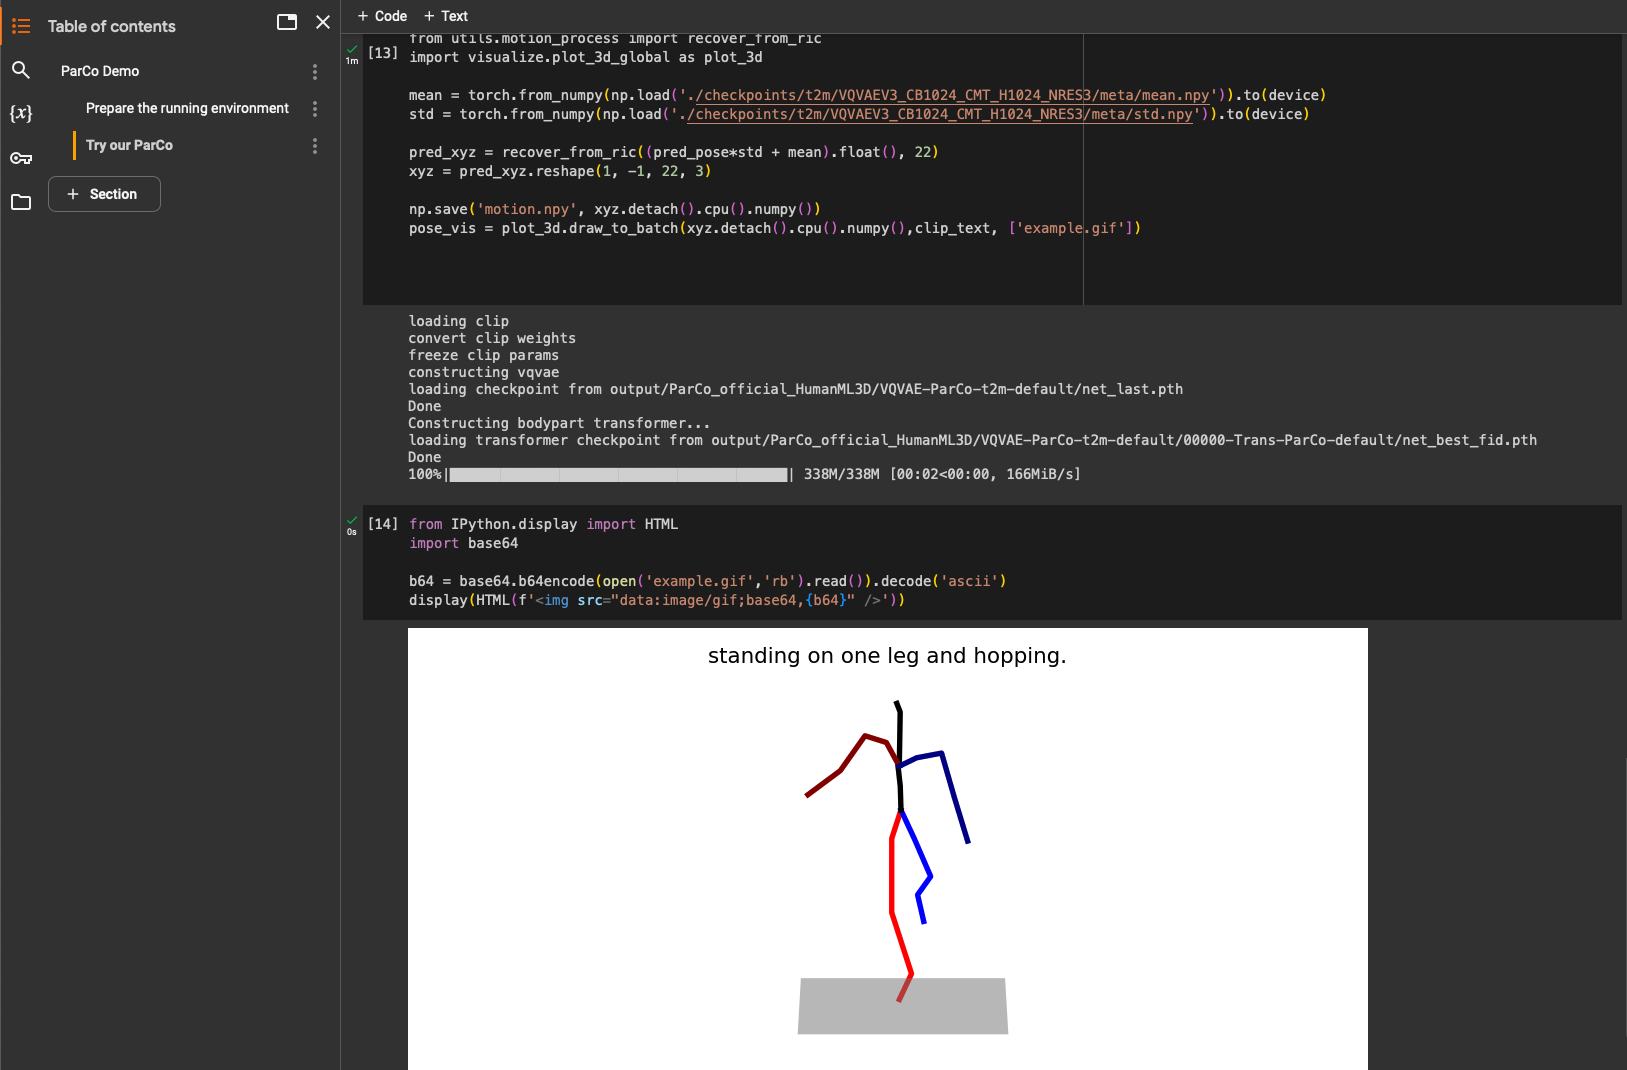 Table of contents
ParCo Demo
Prepare the running environment
Try our ParCo
+ Section
{x}
+ Code + Text
1m
[13]
from utils.motion_process import recover_from_ric
import visualize.plot_3d_global as plot_3d
mean = torch.from_numpy(np.load('./checkpoints/t2m/VQVAEV3_CB1024_CMT_H1024_NRES3/meta/mean.npy')).to(device)
std = torch.from_numpy(np.load('./checkpoints/t2m/VQVAEV3_CB1024_CMT_H1024_NRES3/meta/std.npy')).to(device)
pred_xyz = recover_from_ric((pred_pose*std + mean).float(), 22)
xyz = pred_xyz.reshape(1, -1, 22, 3)
np.save('motion.npy', xyz.detach().cpu().numpy())
pose_vis = plot_3d.draw_to_batch(xyz.detach().cpu().numpy(),clip_text, ['example.gif'])
loading clip
convert clip weights
freeze clip params
constructing vqvae
loading checkpoint from output/ParCo_official_HumanML3D/VQVAE-ParCo-t2m-default/net_last.pth
Done
Constructing bodypart transformer...
loading transformer checkpoint from output/ParCo_official_HumanML3D/VQVAE-ParCo-t2m-default/00000-Trans-ParCo-default/net_best_fid.pth
Done
100%| | 338M/338M [00:02<00:00, 166MiB/s]
0s
[14] from IPython.display import HTML
import base64
b64 = base64.b64encode(open('example.gif','rb').read()).decode('ascii')
display(HTML(f'<img src="data:image/gif;base64,{b64}" />'))
standing on one leg and hopping.